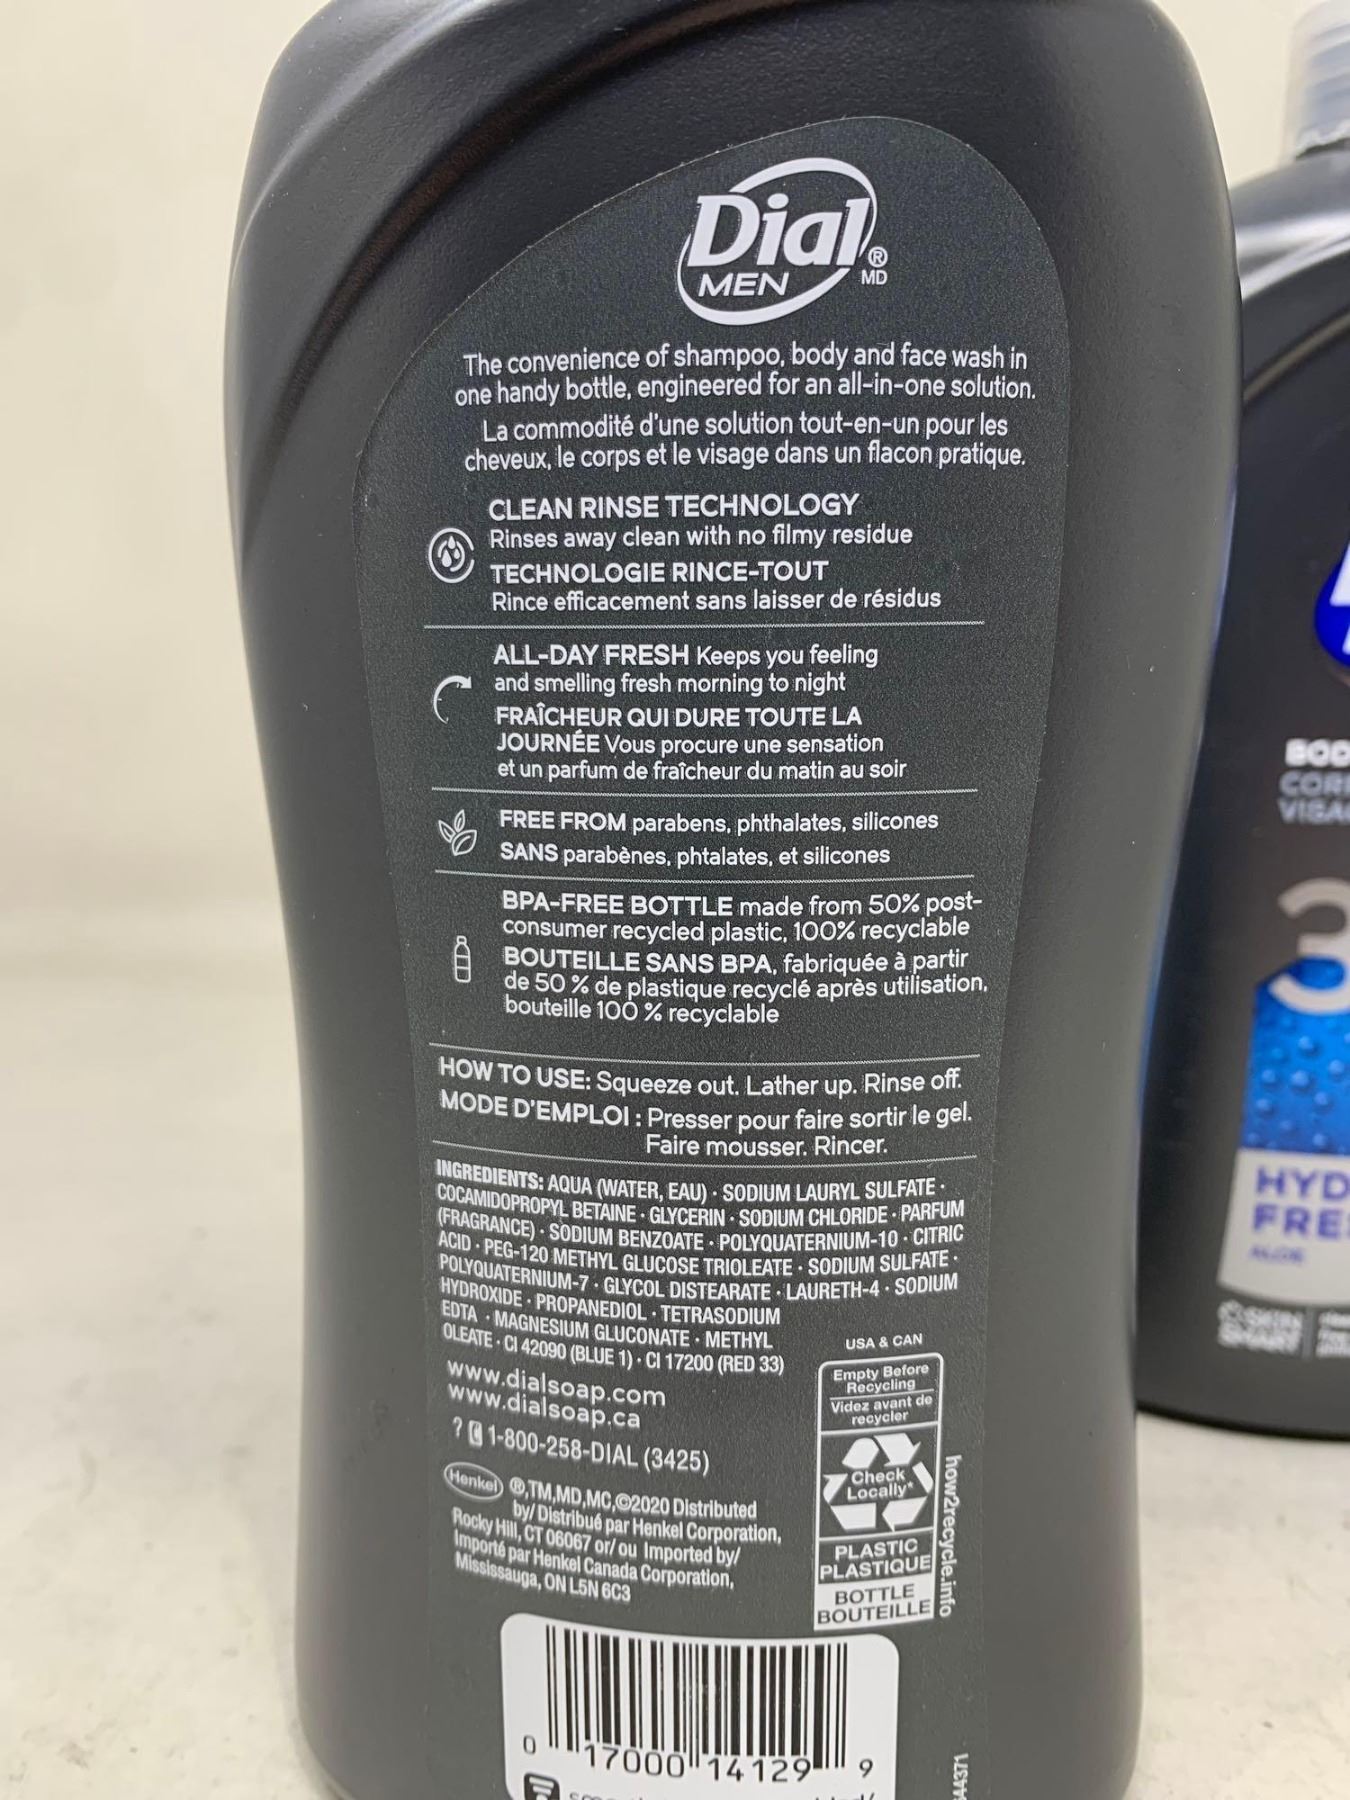 Dial
MEN
®
MD
The convenience of shampoo, body and face wash in
one handy bottle, engineered for an all-in-one solution.
La commodité d'une solution tout-en-un pour les
cheveux, le corps et le visage dans un flacon pratique.
CLEAN RINSE TECHNOLOGY
Rinses away clean with no filmy residue
TECHNOLOGIE RINCE-TOUT
Rince efficacement sans laisser de résidus
ALL-DAY FRESH Keeps you feeling
and smelling fresh morning to night
FRAÎCHEUR QUI DURE TOUTE LA
JOURNÉE Vous procure une sensation
et un parfum de fraîcheur du matin au soir
FREE FROM parabens, phthalates, silicones
SANS parabènes, phtalates, et silicones
BPA-FREE BOTTLE made from 50% post-
consumer recycled plastic, 100% recyclable
BOUTEILLE SANS BPA, fabriquée à partir
de 50 % de plastique recyclé après utilisation,
bouteille 100 % recyclable
HOW TO USE: Squeeze out. Lather up. Rinse off.
MODE D'EMPLOI : Presser pour faire sortir le gel.
Faire mousser. Rincer.
INGREDIENTS: AQUA (WATER, EAU) · SODIUM LAURYL SULFATE ·
COCAMIDOPROPYL BETAINE · GLYCERIN · SODIUM CHLORIDE · PARFUM
(FRAGRANCE) · SODIUM BENZOATE · POLYQUATERNIUM-10 · CITRIC
ACID · PEG-120 METHYL GLUCOSE TRIOLEATE · SODIUM SULFATE ·
POLYQUATERNIUM-7 · GLYCOL DISTEARATE · LAURETH-4 · SODIUM
HYDROXIDE · PROPANEDIOL · TETRASODIUM
EDTA · MAGNESIUM GLUCONATE · METHYL
OLEATE · CI 42090 (BLUE 1) · CI 17200 (RED 33)
www.dialsoap.com
www.dialsoap.ca
? 1-800-258-DIAL (3425)
Henkel ®,TM,MD,MC,©2020 Distributed
by/ Distribué par Henkel Corporation,
Rocky Hill, CT 06067 or/ ou Imported by/
Importé par Henkel Canada Corporation,
Mississauga, ON L5N 6C3
USA & CAN
Empty Before
Recycling
Videz avant de
recycler
Check
Locally*
PLASTIC
PLASTIQUE
BOTTLE
BOUTEILLE
how2recycle.info
0 17000 14129 9
BOD
COR
VISA
3
HYD
FRE
ALOE
SKIN
SMART